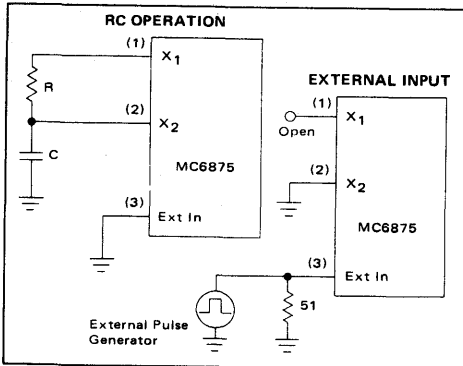 RC OPERATION
(1)
X1
R
(2)
X2
C
MC6875
(3)
Ext In
EXTERNAL INPUT
(1)
X1
Open
(2)
X2
MC6875
(3)
Ext In
51
External Pulse
Generator